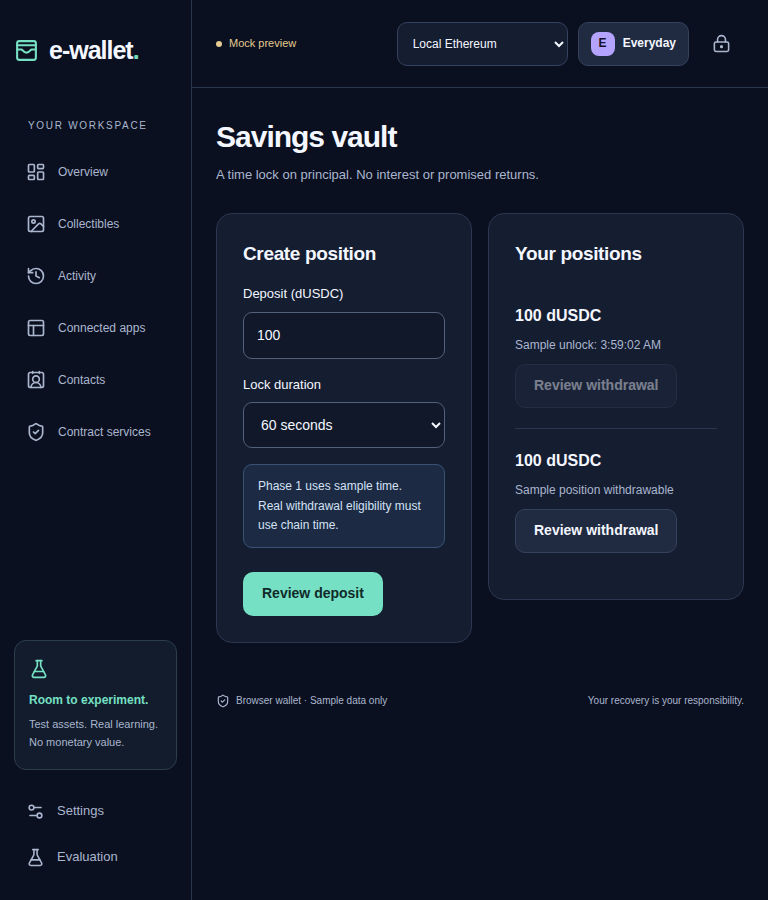 e-wallet.
YOUR WORKSPACE
Overview
Collectibles
Activity
Connected apps
Contacts
Contract services
Room to experiment.
Test assets. Real learning.
No monetary value.
Settings
Evaluation
Mock preview
Local Ethereum
E
Everyday
Savings vault
A time lock on principal. No interest or promised returns.
Create position
Deposit (dUSDC)
100
Lock duration
60 seconds
Phase 1 uses sample time.
Real withdrawal eligibility must
use chain time.
Review deposit
Your positions
100 dUSDC
Sample unlock: 3:59:02 AM
Review withdrawal
100 dUSDC
Sample position withdrawable
Review withdrawal
Browser wallet · Sample data only
Your recovery is your responsibility.